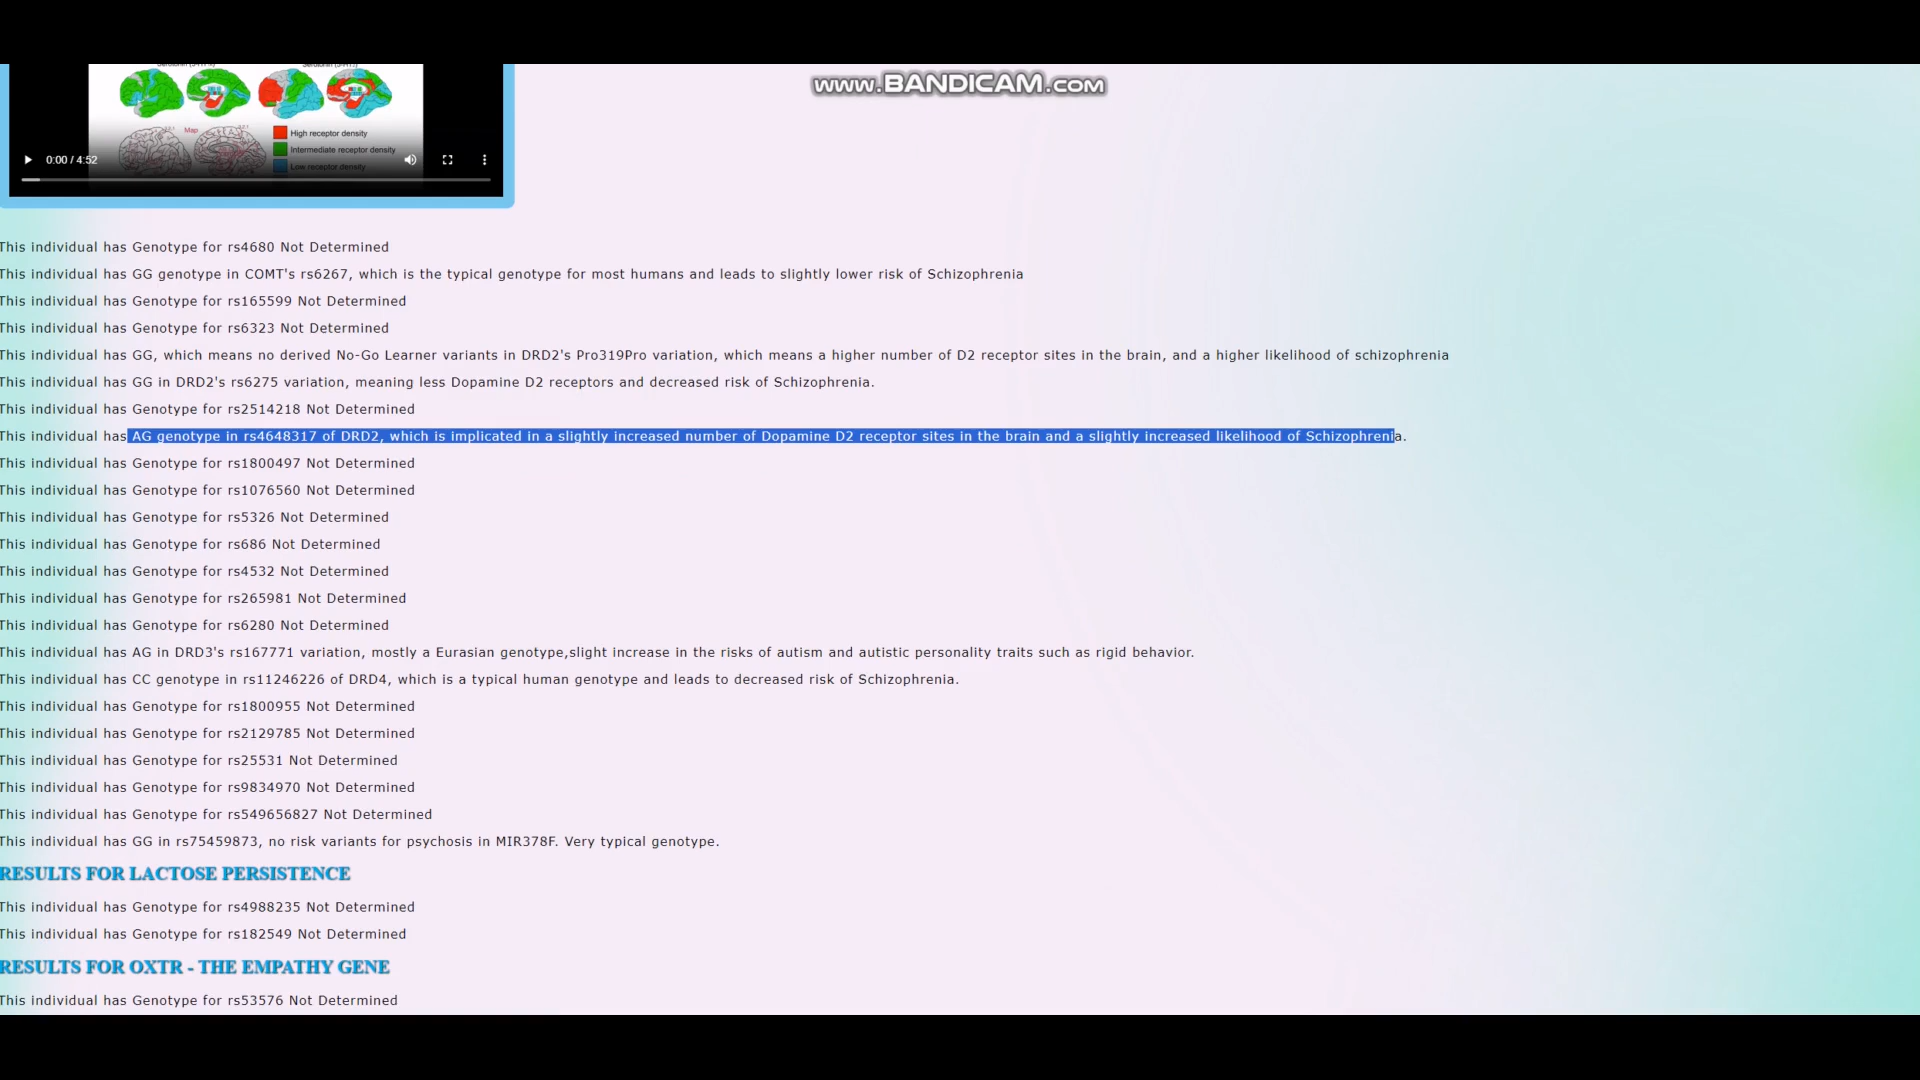 www.BANDICAM.com
Map
High receptor density
Intermediate receptor density
Low receptor density
0:00 / 4:52
This individual has Genotype for rs4680 Not Determined
This individual has GG genotype in COMT's rs6267, which is the typical genotype for most humans and leads to slightly lower risk of Schizophrenia
This individual has Genotype for rs165599 Not Determined
This individual has Genotype for rs6323 Not Determined
This individual has GG, which means no derived No-Go Learner variants in DRD2's Pro319Pro variation, which means a higher number of D2 receptor sites in the brain, and a higher likelihood of schizophrenia
This individual has GG in DRD2's rs6275 variation, meaning less Dopamine D2 receptors and decreased risk of Schizophrenia.
This individual has Genotype for rs2514218 Not Determined
This individual has AG genotype in rs4648317 of DRD2, which is implicated in a slightly increased number of Dopamine D2 receptor sites in the brain and a slightly increased likelihood of Schizophrenia.
This individual has Genotype for rs1800497 Not Determined
This individual has Genotype for rs1076560 Not Determined
This individual has Genotype for rs5326 Not Determined
This individual has Genotype for rs686 Not Determined
This individual has Genotype for rs4532 Not Determined
This individual has Genotype for rs265981 Not Determined
This individual has Genotype for rs6280 Not Determined
This individual has AG in DRD3's rs167771 variation, mostly a Eurasian genotype,slight increase in the risks of autism and autistic personality traits such as rigid behavior.
This individual has CC genotype in rs11246226 of DRD4, which is a typical human genotype and leads to decreased risk of Schizophrenia.
This individual has Genotype for rs1800955 Not Determined
This individual has Genotype for rs2129785 Not Determined
This individual has Genotype for rs25531 Not Determined
This individual has Genotype for rs9834970 Not Determined
This individual has Genotype for rs549656827 Not Determined
This individual has GG in rs75459873, no risk variants for psychosis in MIR378F. Very typical genotype.
RESULTS FOR LACTOSE PERSISTENCE
This individual has Genotype for rs4988235 Not Determined
This individual has Genotype for rs182549 Not Determined
RESULTS FOR OXTR - THE EMPATHY GENE
This individual has Genotype for rs53576 Not Determined